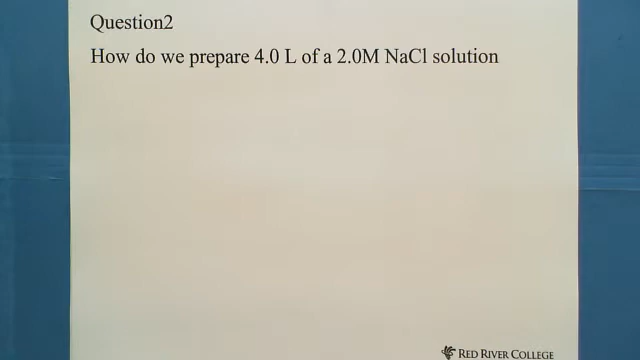 Question2
How do we prepare 4.0 L of a 2.0M NaCl solution
RED RIVER COLLEGE